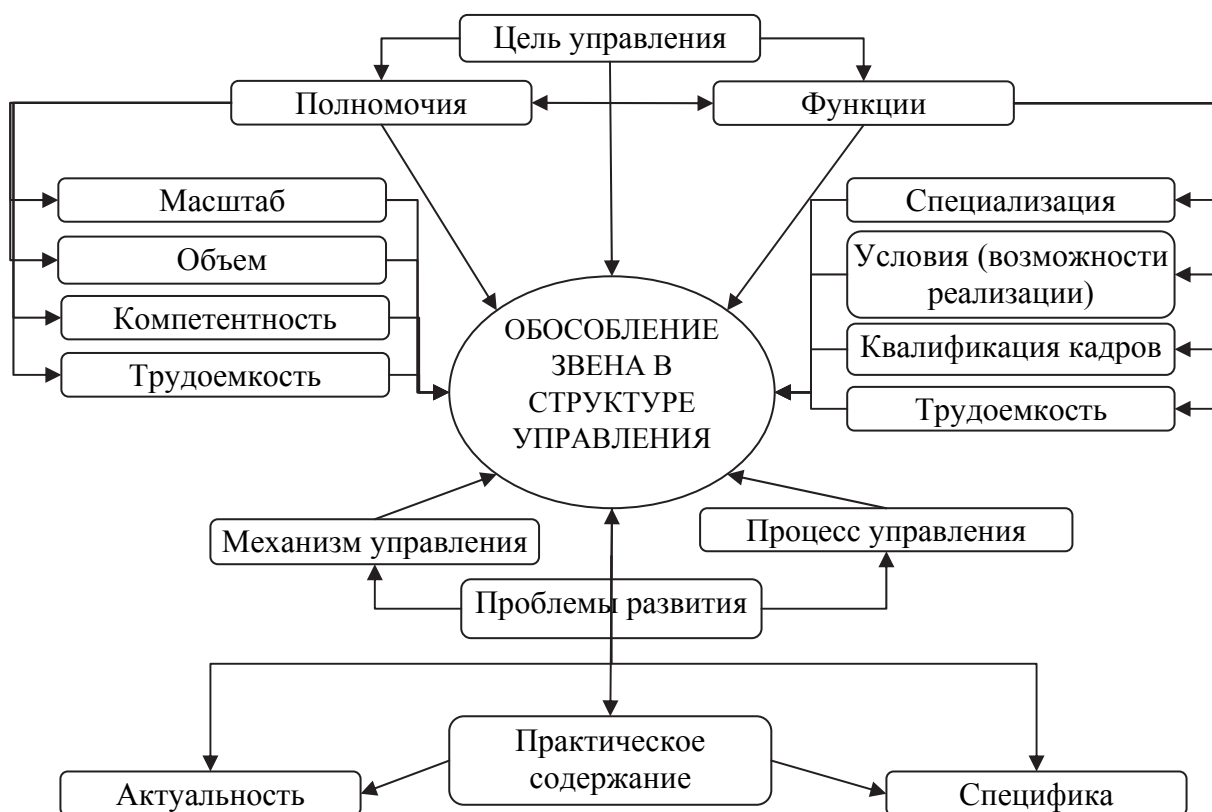 Цель управления
Полномочия
Функции
Масштаб
Объем
Компетентность
Трудоемкость
Специализация
Условия (возможности
реализации)
Квалификация кадров
Трудоемкость
ОБОСОБЛЕНИЕ
ЗВЕНА В
СТРУКТУРЕ
УПРАВЛЕНИЯ
Механизм управления
Процесс управления
Проблемы развития
Практическое
содержание
Актуальность
Специфика